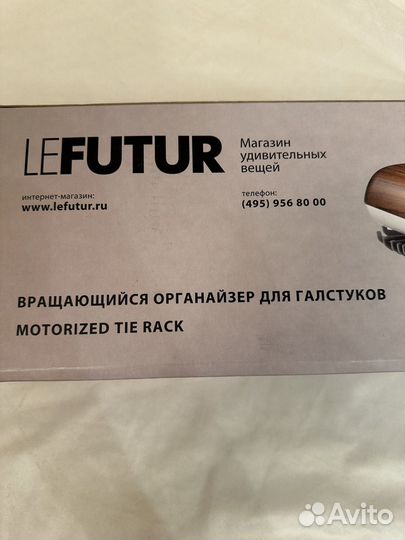 LEFUTUR
Магазин
удивительных
вещей
интернет-магазин:
www.lefutur.ru
телефон:
(495) 956 80 00
ВРАЩАЮЩИЙСЯ ОРГАНАЙЗЕР ДЛЯ ГАЛСТУКОВ
MOTORIZED TIE RACK
Avito